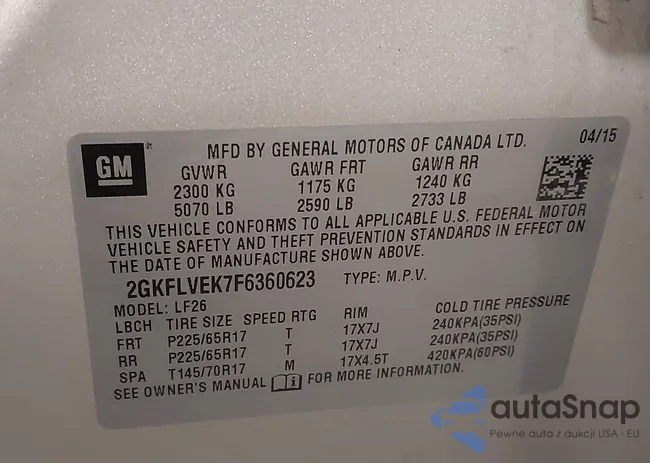 MFD BY GENERAL MOTORS OF CANADA LTD. 04/15
GM
GVWR GAWR FRT GAWR RR
2300 KG 1175 KG 1240 KG
5070 LB 2590 LB 2733 LB
THIS VEHICLE CONFORMS TO ALL APPLICABLE U.S. FEDERAL MOTOR
VEHICLE SAFETY AND THEFT PREVENTION STANDARDS IN EFFECT ON
THE DATE OF MANUFACTURE SHOWN ABOVE.
2GKFLVEK7F6360623 TYPE: M.P.V.
MODEL: LF26
LBCH TIRE SIZE SPEED RTG RIM COLD TIRE PRESSURE
FRT P225/65R17 T 17X7J 240KPA(35PSI)
RR P225/65R17 T 17X7J 240KPA(35PSI)
SPA T145/70R17 M 17X4.5T 420KPA(60PSI)
SEE OWNER'S MANUAL FOR MORE INFORMATION.
autaSnap
Pewne auta z aukcji USA i EU